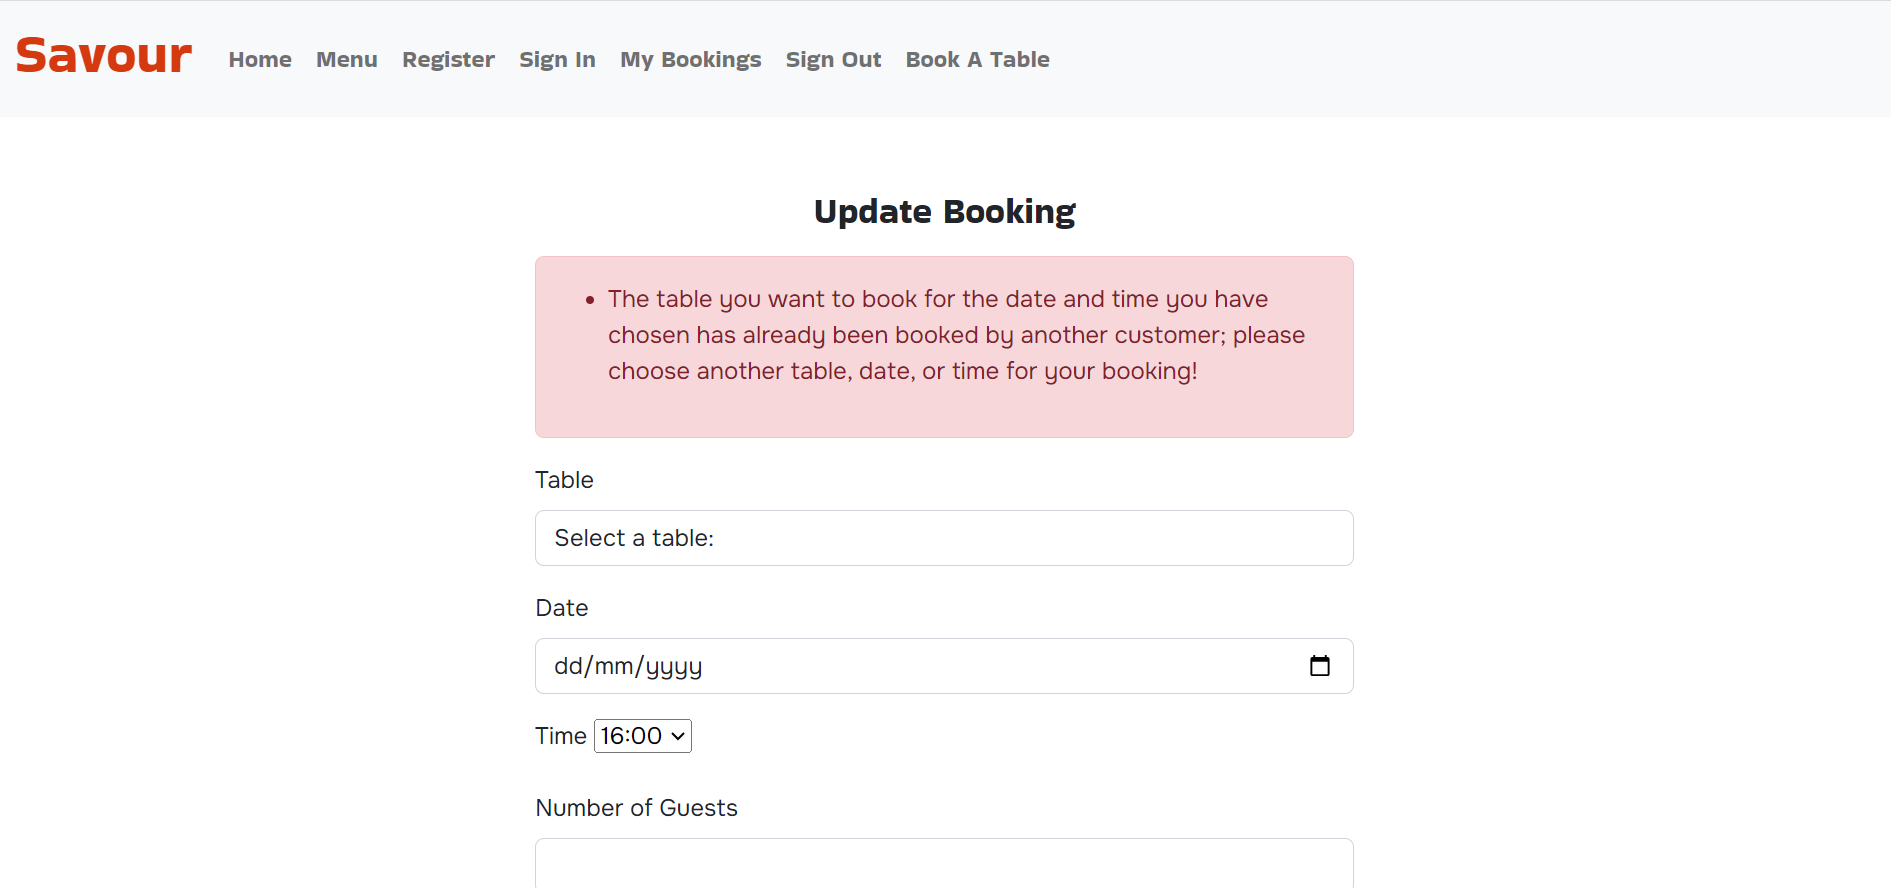 Savour Home Menu Register Sign In My Bookings Sign Out Book A Table
Update Booking
• The table you want to book for the date and time you have
chosen has already been booked by another customer; please
choose another table, date, or time for your booking!
Table
Select a table:
Date
dd/mm/yyyy
Time 16:00
Number of Guests